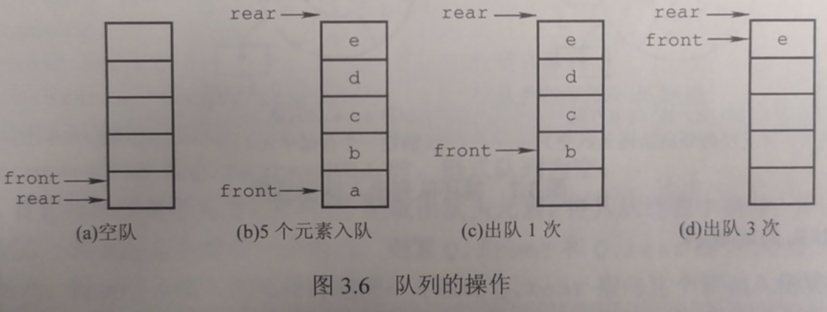 rear
e
d
c
b
front
a
(b)5 个元素入队
front
rear
(a)空队
rear
e
d
c
front
b
(c)出队 1 次
rear
front
e
(d)出队 3 次
图 3.6 队列的操作